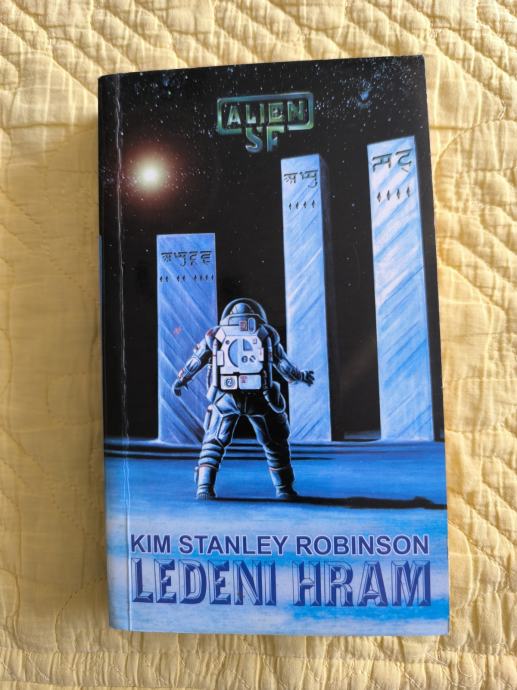 ALIEN
SF
KIM STANLEY ROBINSON
LEDENI HRAM